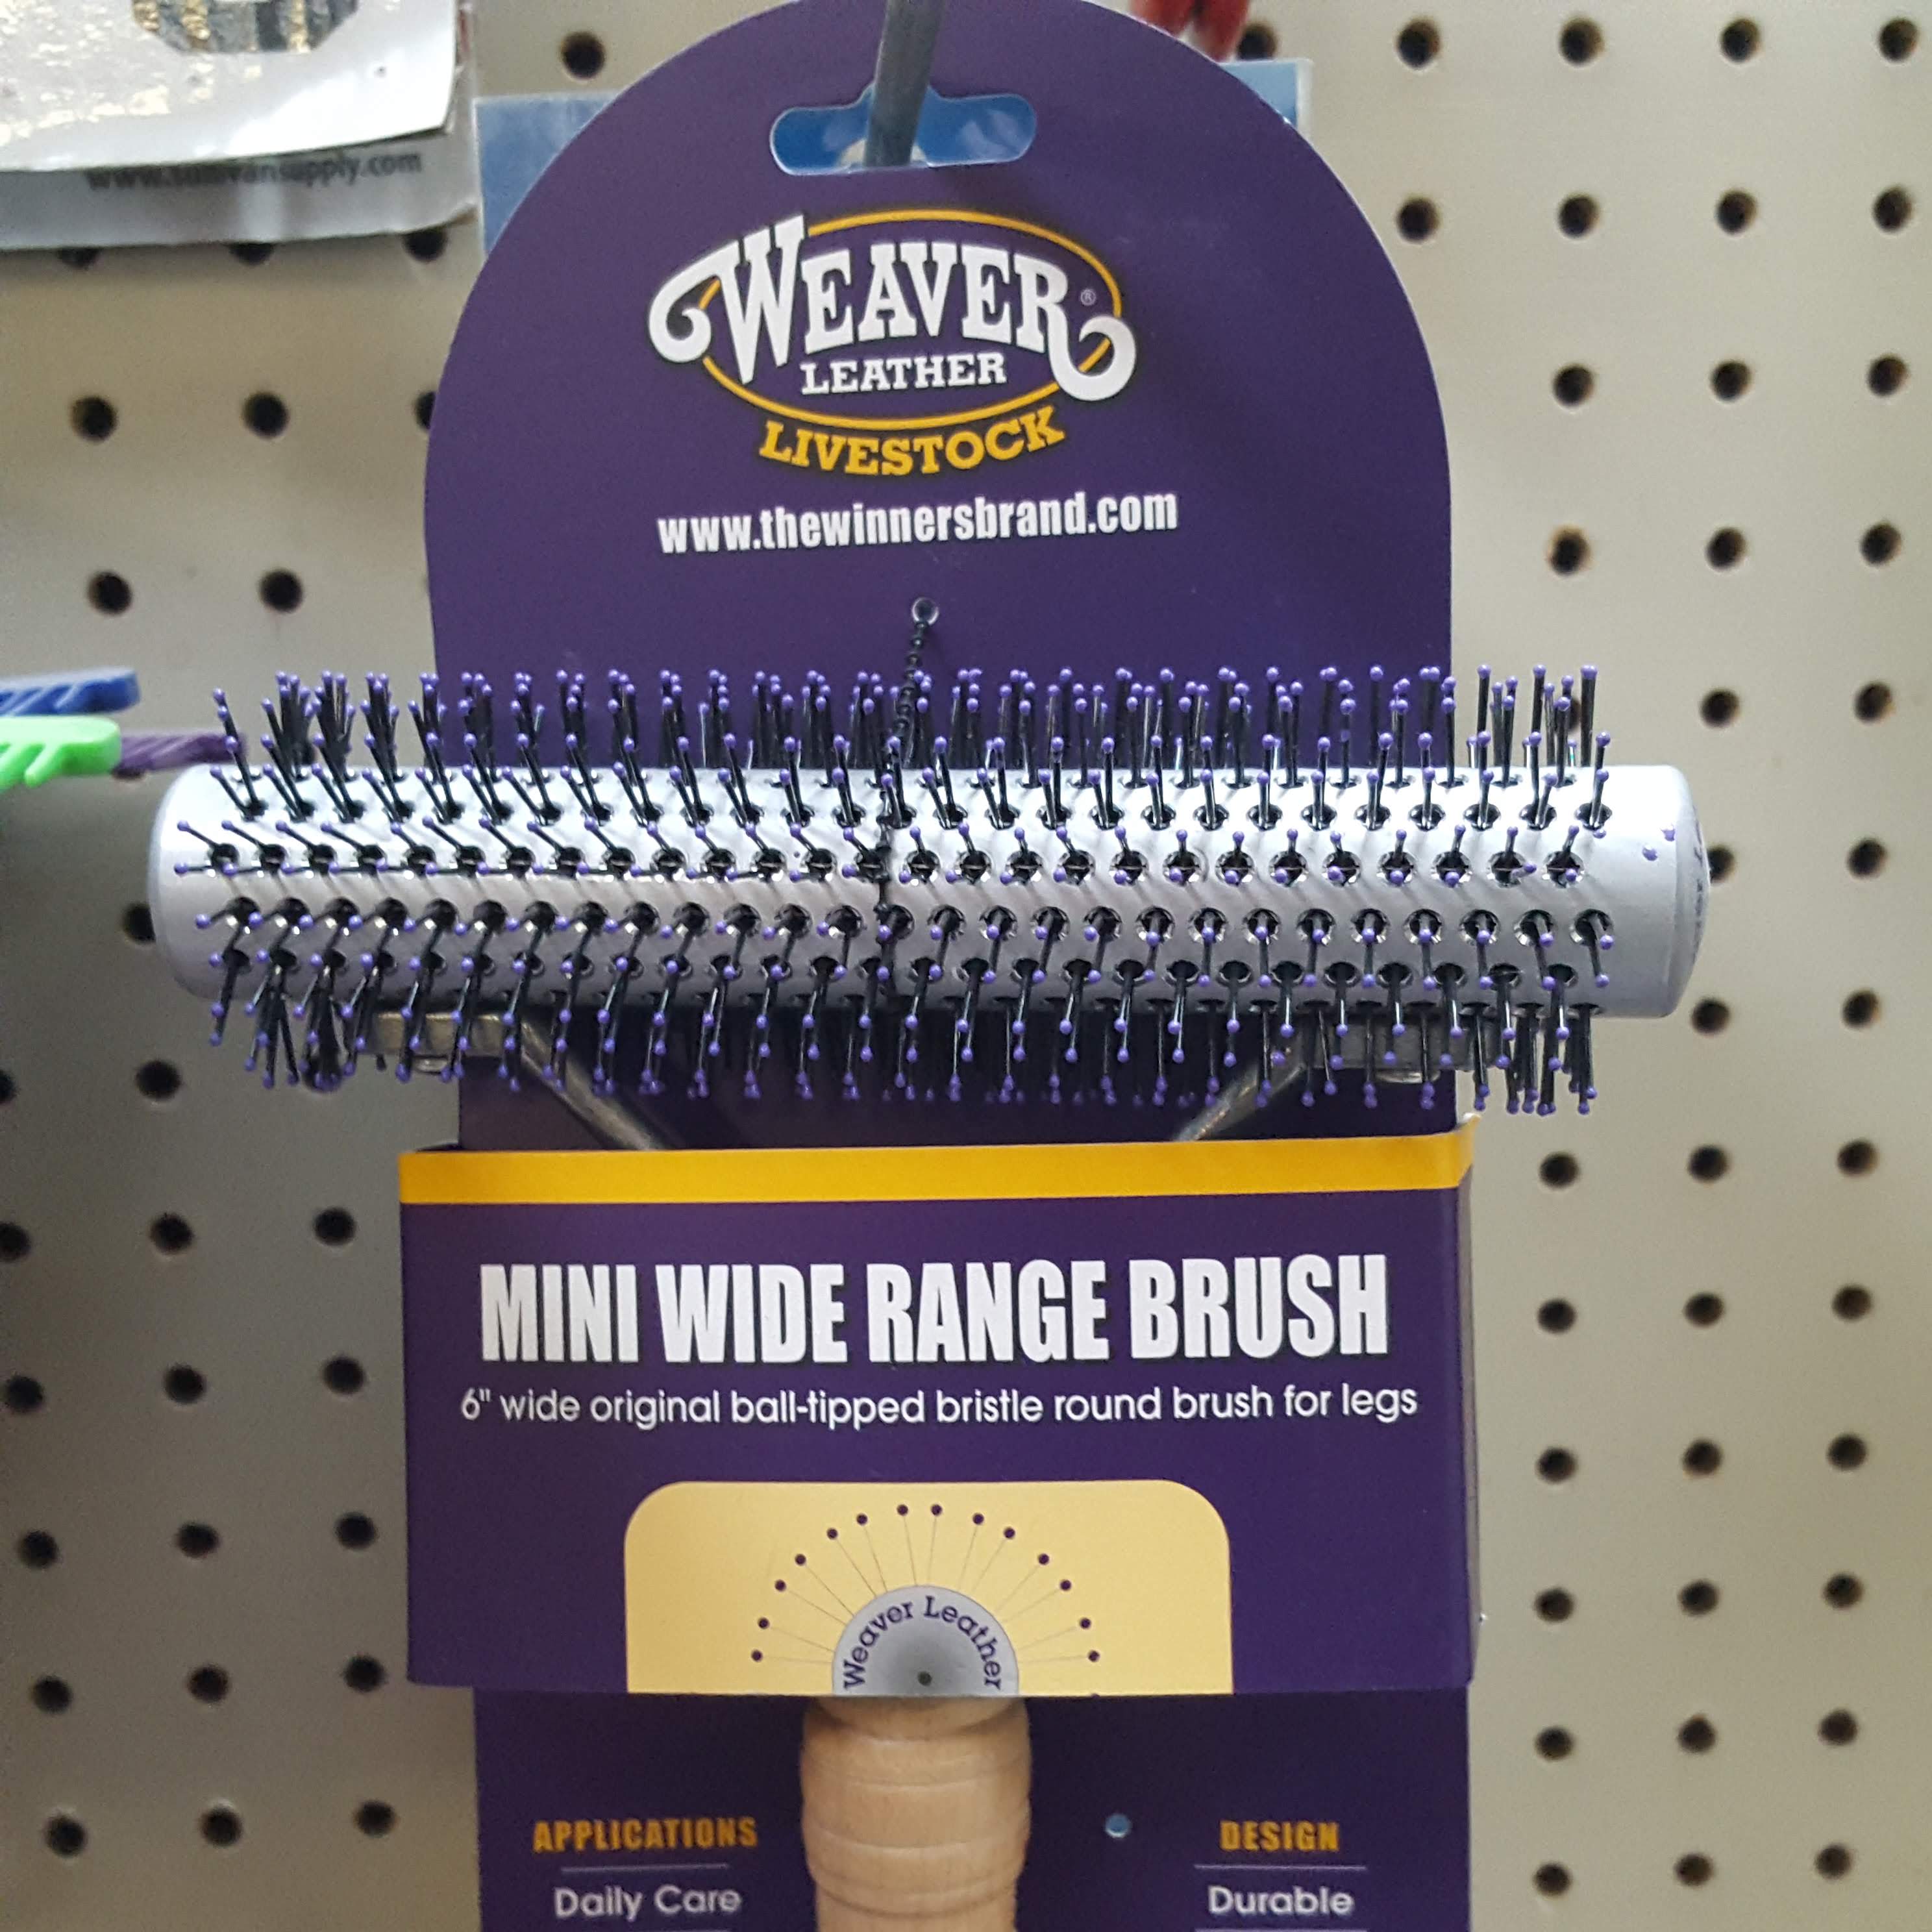 WEAVER®
LEATHER
LIVESTOCK
www.thewinnersbrand.com
MINI WIDE RANGE BRUSH
6" wide original ball-tipped bristle round brush for legs
Weaver Leather
APPLICATIONS
Daily Care
DESIGN
Durable